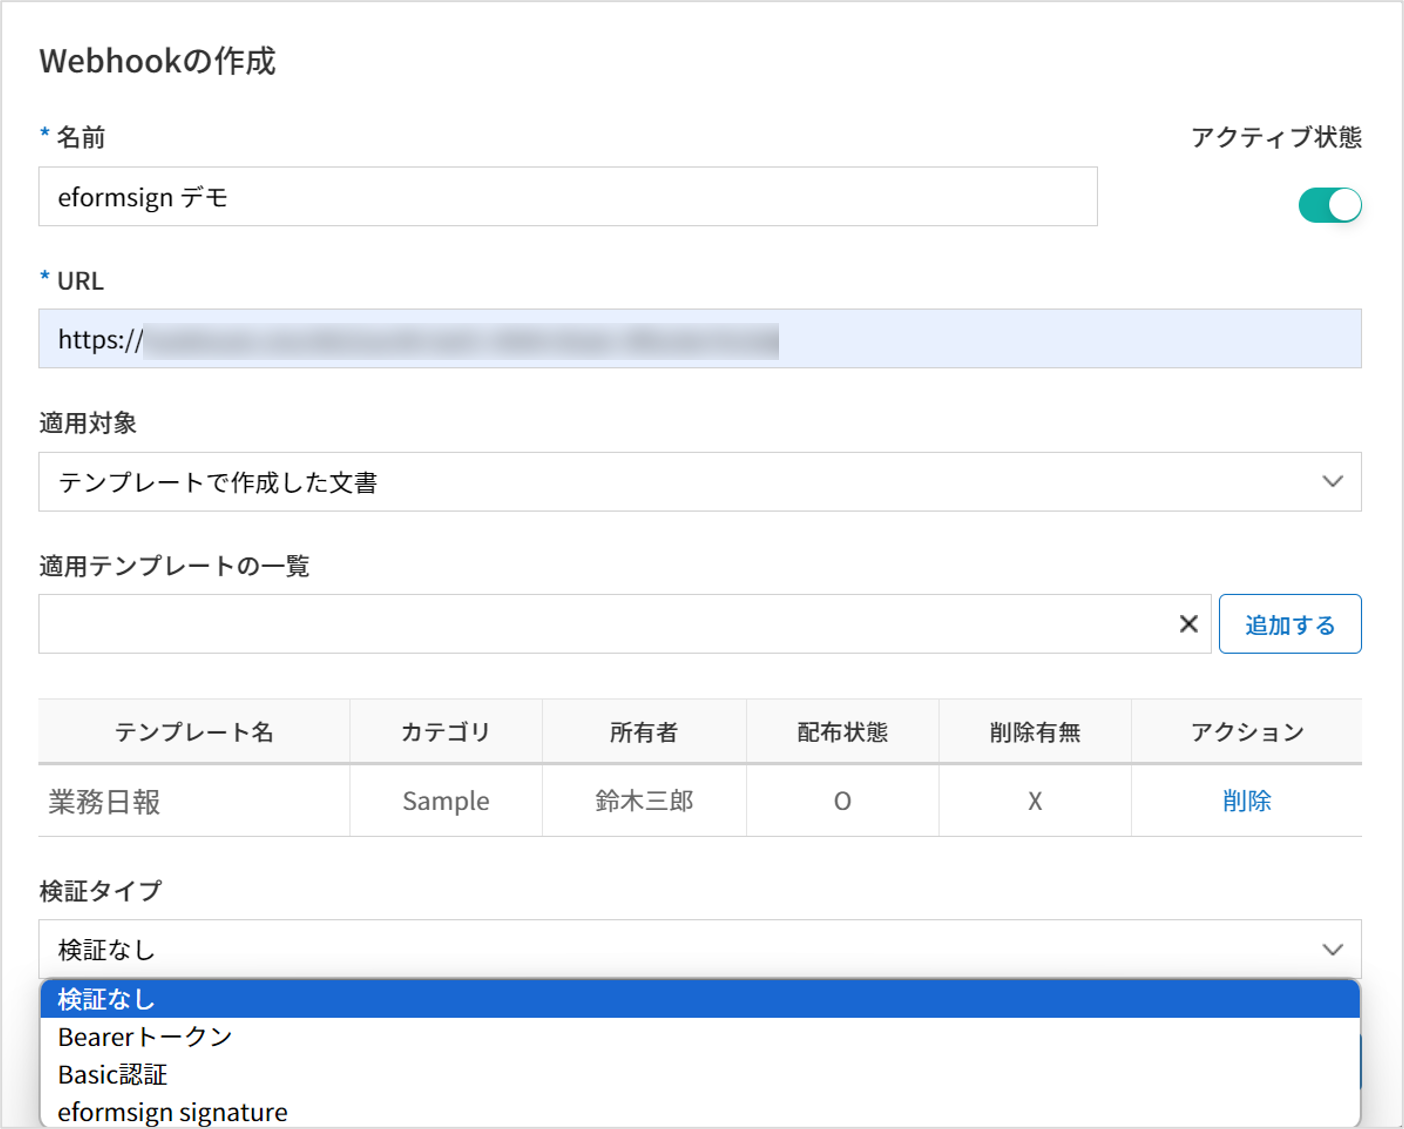 Webhookの作成
* 名前
アクティブ状態
eformsign デモ
* URL
https://
適用対象
テンプレートで作成した文書
適用テンプレートの一覧
追加する
テンプレート名 カテゴリ 所有者 配布状態 削除有無 アクション
業務日報 Sample 鈴木三郎 O X 削除
検証タイプ
検証なし
検証なし
Bearerトークン
Basic認証
eformsign signature